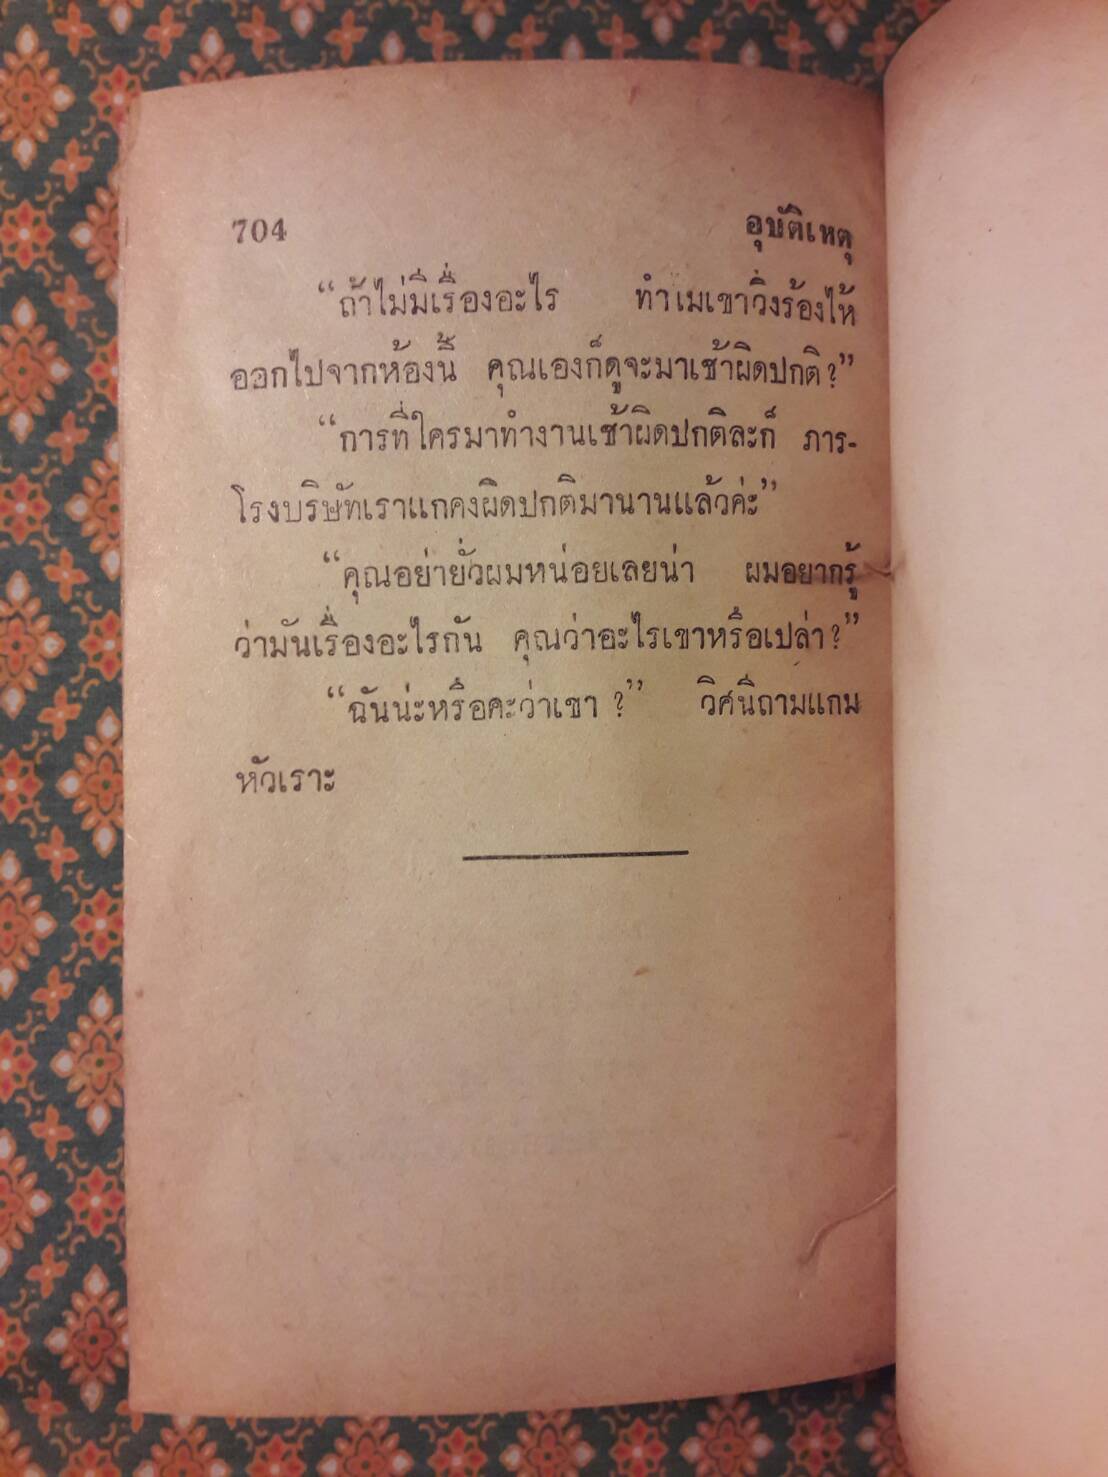 704 อุบัติเหตุ
“ถ้าไม่มีเรื่องอะไร ทำเมเขาวิ่งร้องไห้
ออกไปจากห้องนี้ คุณเองก็ดูจะมาเช้าผิดปกติ?”
“การที่ใครมาทำงานเช้าผิดปกติละก็ ภาร-
โรงบริษัทเราแกคงผิดปกติมานานแล้วค่ะ”
“คุณอย่ายั่วผมหน่อยเลยน่า ผมอยากรู้
ว่ามันเรื่องอะไรกัน คุณว่าอะไรเขาหรือเปล่า?”
“ฉันน่ะหรือคะว่าเขา ?” วิศนีถามแกม
หัวเราะ